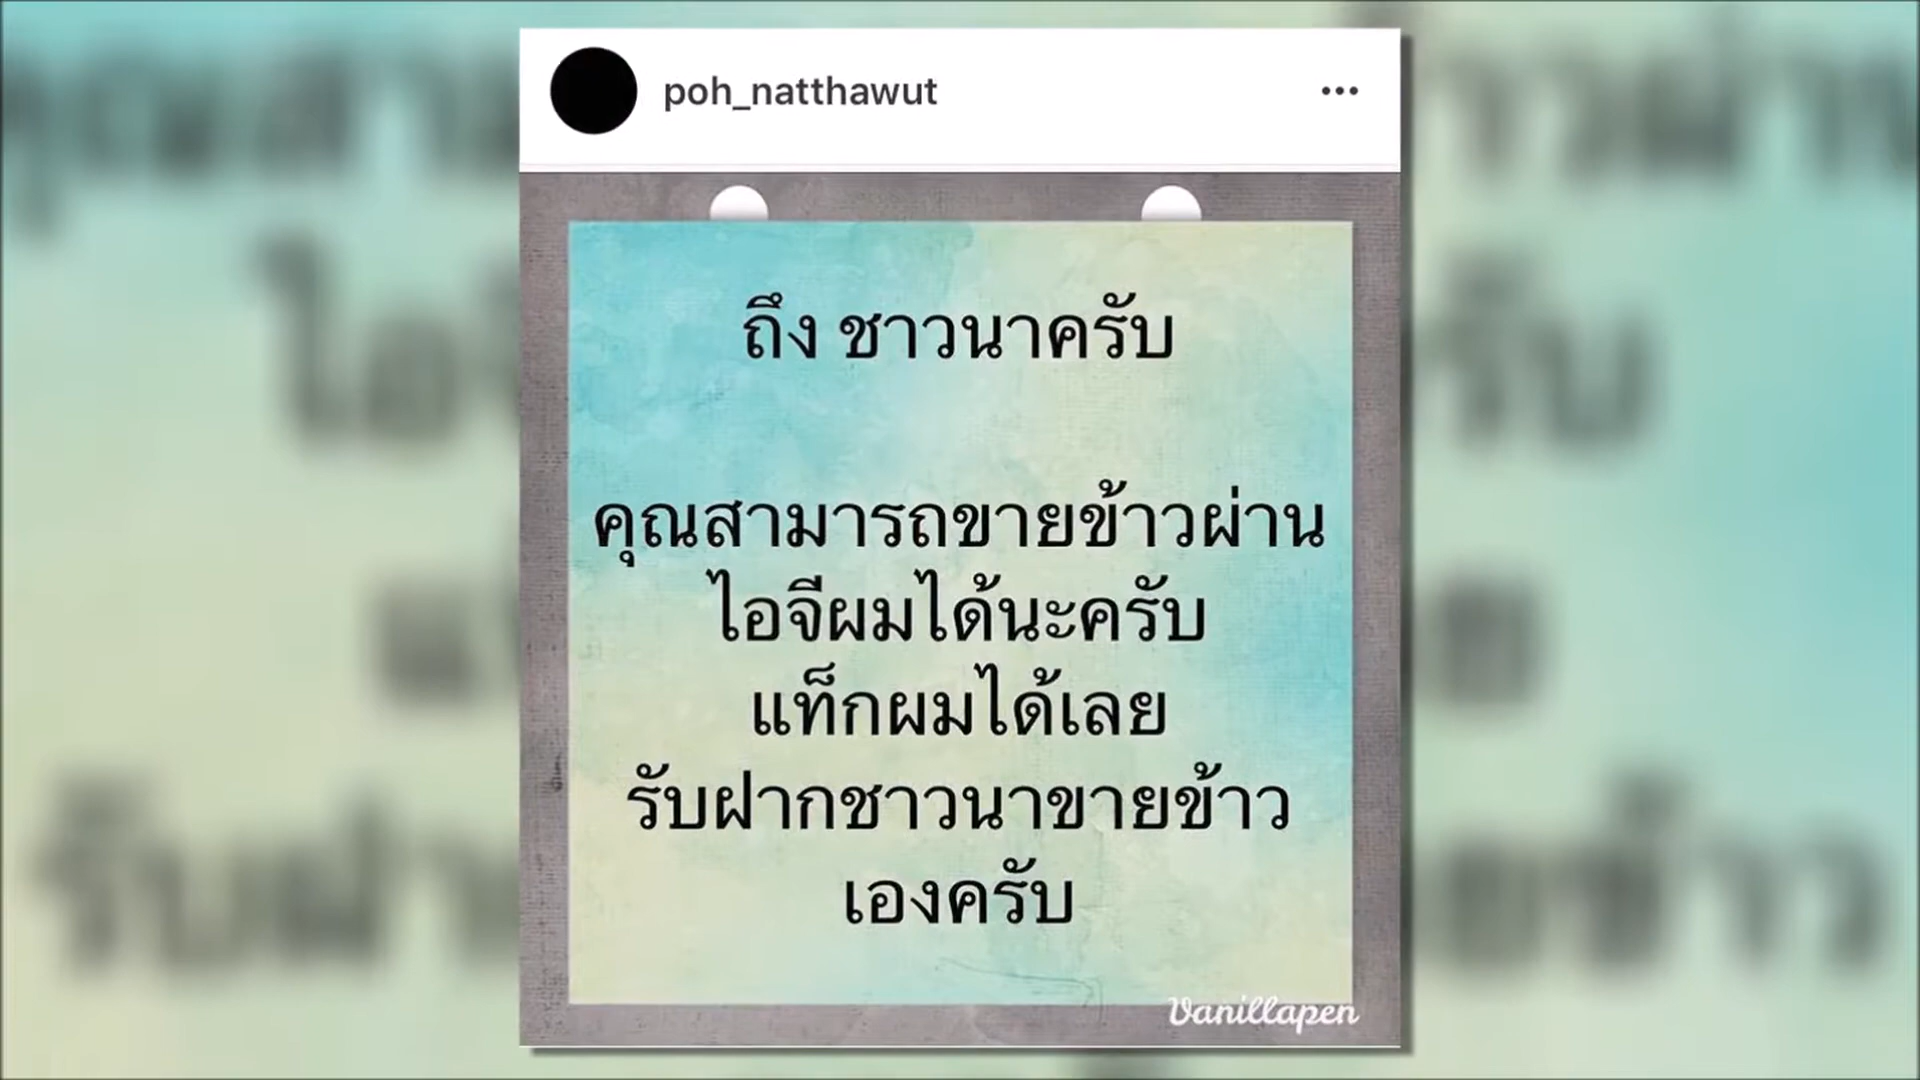 poh_natthawut
ถึง ชาวนาครับ
คุณสามารถขายข้าวผ่าน
ไอจีผมได้นะครับ
แท็กผมได้เลย
รับฝากชาวนาขายข้าว
เองครับ
Vanillapen